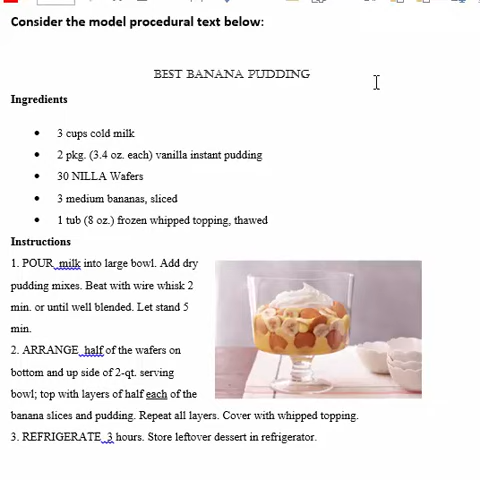 Consider the model procedural text below:
BEST BANANA PUDDING
Ingredients
• 3 cups cold milk
• 2 pkg. (3.4 oz. each) vanilla instant pudding
• 30 NILLA Wafers
• 3 medium bananas, sliced
• 1 tub (8 oz.) frozen whipped topping, thawed
Instructions
1. POUR milk into large bowl. Add dry
pudding mixes. Beat with wire whisk 2
min. or until well blended. Let stand 5
min.
2. ARRANGE half of the wafers on
bottom and up side of 2-qt. serving
bowl; top with layers of half each of the
banana slices and pudding. Repeat all layers. Cover with whipped topping.
3. REFRIGERATE 3 hours. Store leftover dessert in refrigerator.